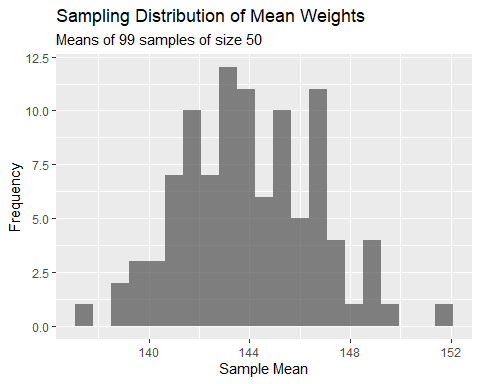 Sampling Distribution of Mean Weights
Means of 99 samples of size 50
12.5
10.0
7.5
5.0
2.5
0.0
Frequency
140 144 148 152
Sample Mean